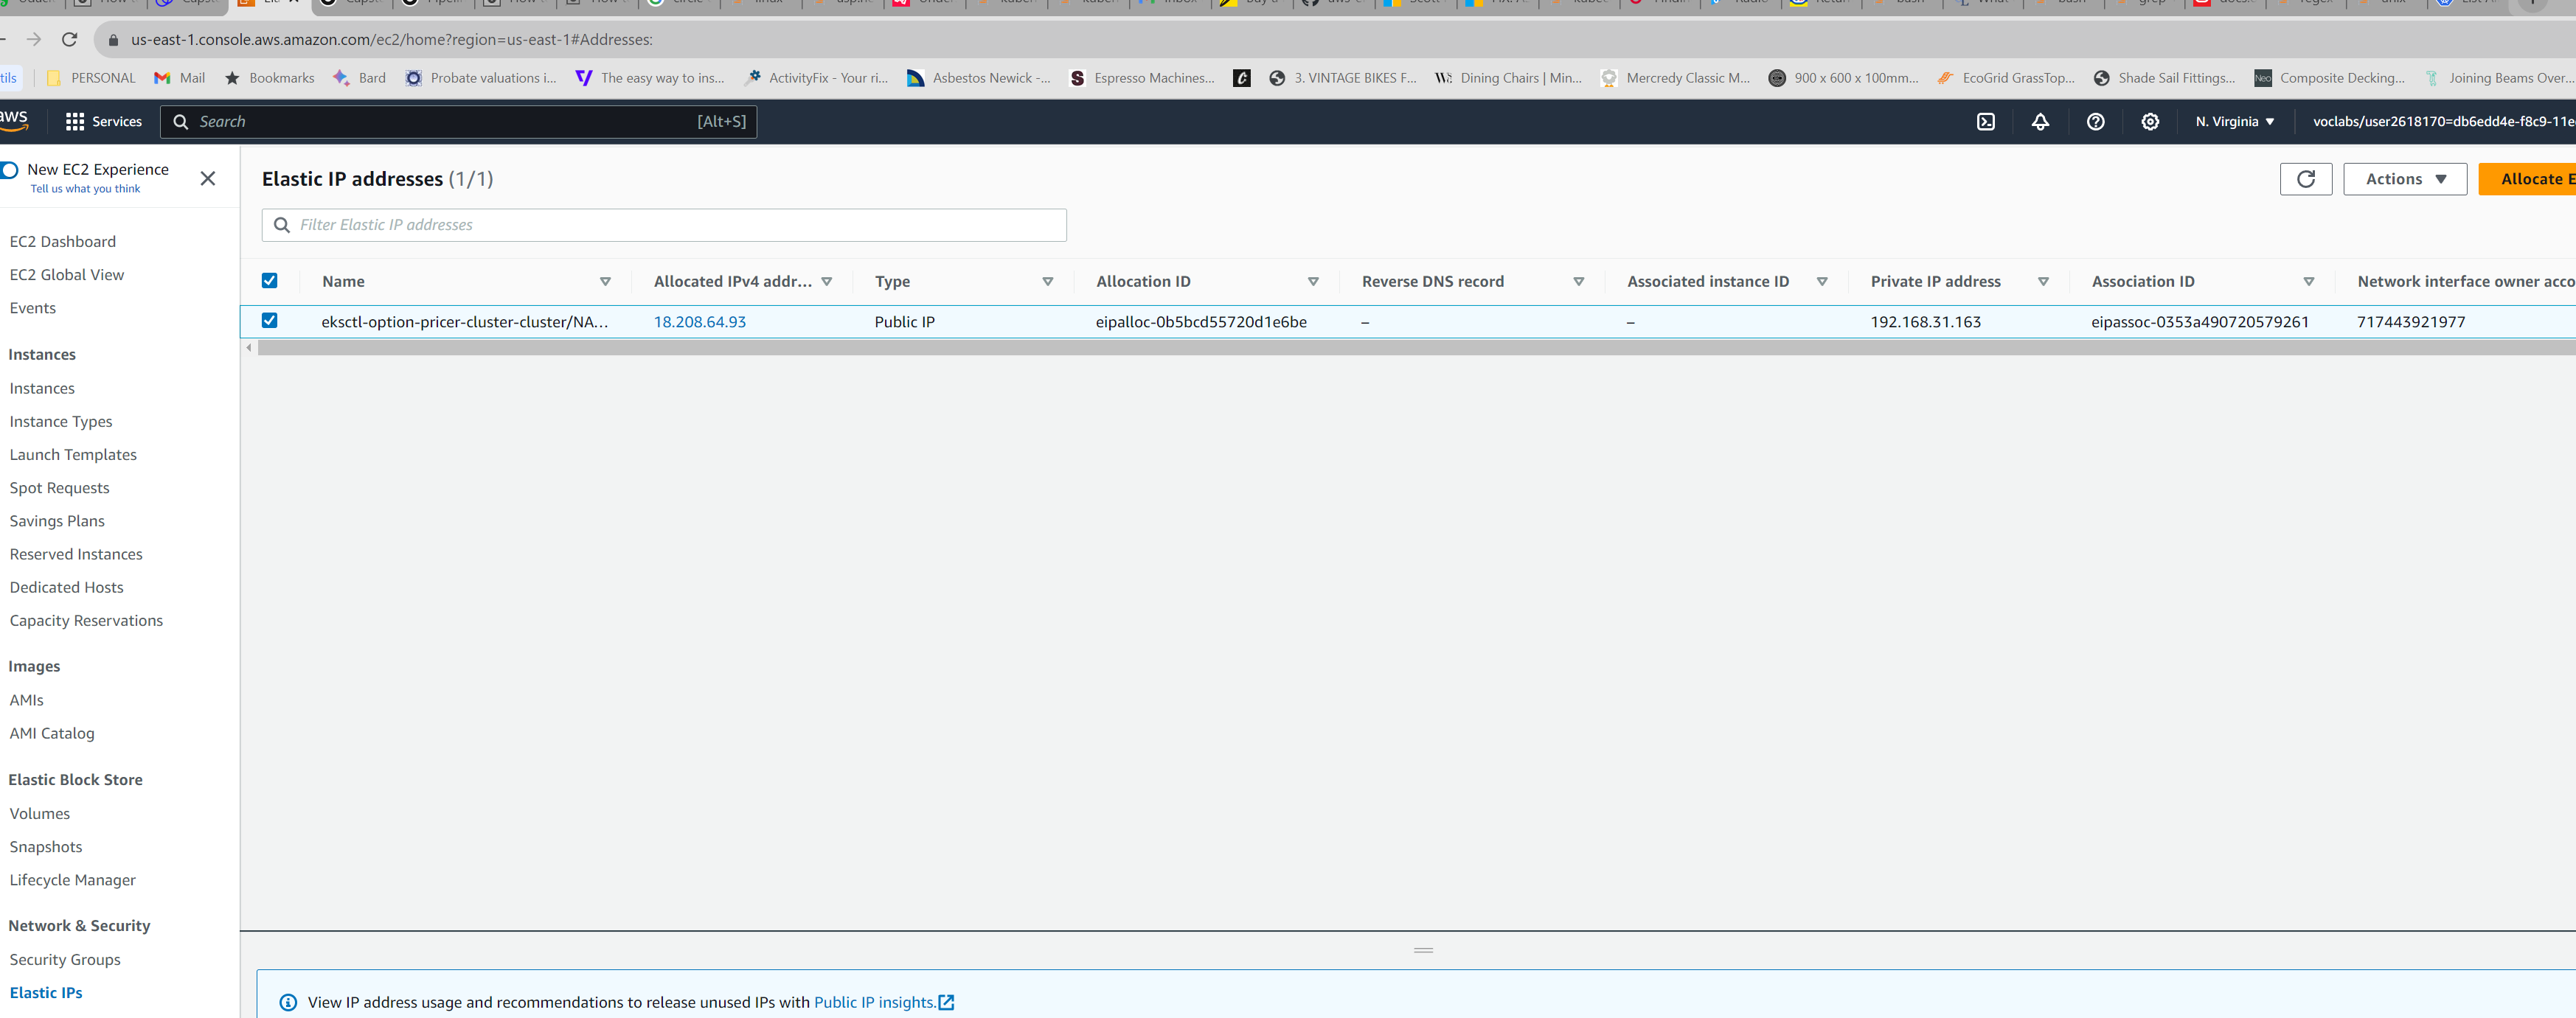 us-east-1.console.aws.amazon.com/ec2/home?region=us-east-1#Addresses:
tils PERSONAL Mail Bookmarks Bard Probate valuations i... The easy way to ins... ActivityFix - Your ri... Asbestos Newick -... Espresso Machines... 3. VINTAGE BIKES F... Dining Chairs | Min... Mercredy Classic M... 900 x 600 x 100mm... EcoGrid GrassTop... Shade Sail Fittings... Composite Decking... Joining Beams Over...
aws Services Search [Alt+S] N. Virginia voclabs/user2618170=db6edd4e-f8c9-11e
New EC2 Experience
Tell us what you think
EC2 Dashboard
EC2 Global View
Events
Instances
Instances
Instance Types
Launch Templates
Spot Requests
Savings Plans
Reserved Instances
Dedicated Hosts
Capacity Reservations
Images
AMIs
AMI Catalog
Elastic Block Store
Volumes
Snapshots
Lifecycle Manager
Network & Security
Security Groups
Elastic IPs
Elastic IP addresses (1/1)
Actions
Allocate E
Filter Elastic IP addresses
Name Allocated IPv4 addr... Type Allocation ID Reverse DNS record Associated instance ID Private IP address Association ID Network interface owner acco
eksctl-option-pricer-cluster-cluster/NA... 18.208.64.93 Public IP eipalloc-0b5bcd55720d1e6be – – 192.168.31.163 eipassoc-0353a490720579261 717443921977
View IP address usage and recommendations to release unused IPs with Public IP insights.